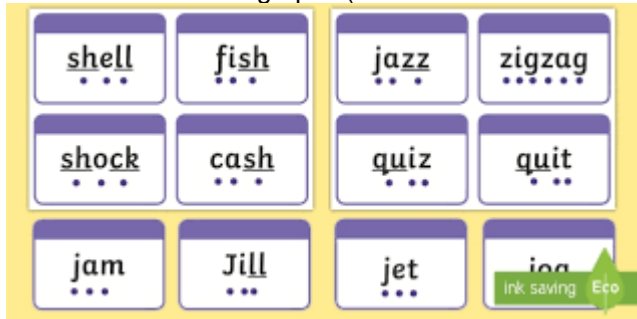 shell fish jazz zigzag
shock cash quiz quit
jam Jill jet
ink saving Eco